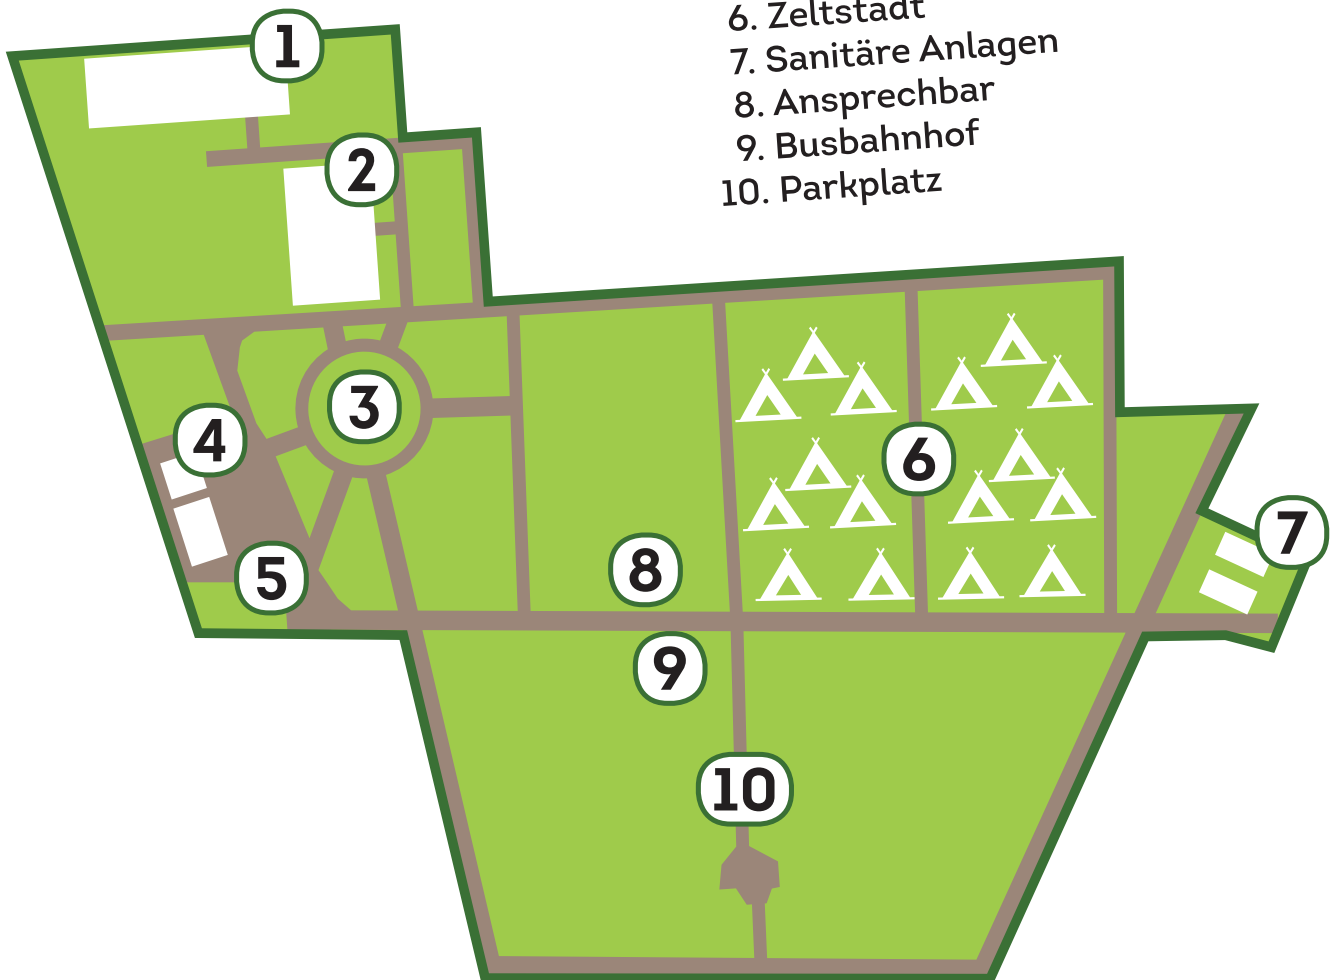 6. Zeltstadt
7. Sanitäre Anlagen
8. Ansprechbar
9. Busbahnhof
10. Parkplatz
1
2
3
4
5
6
7
8
9
10